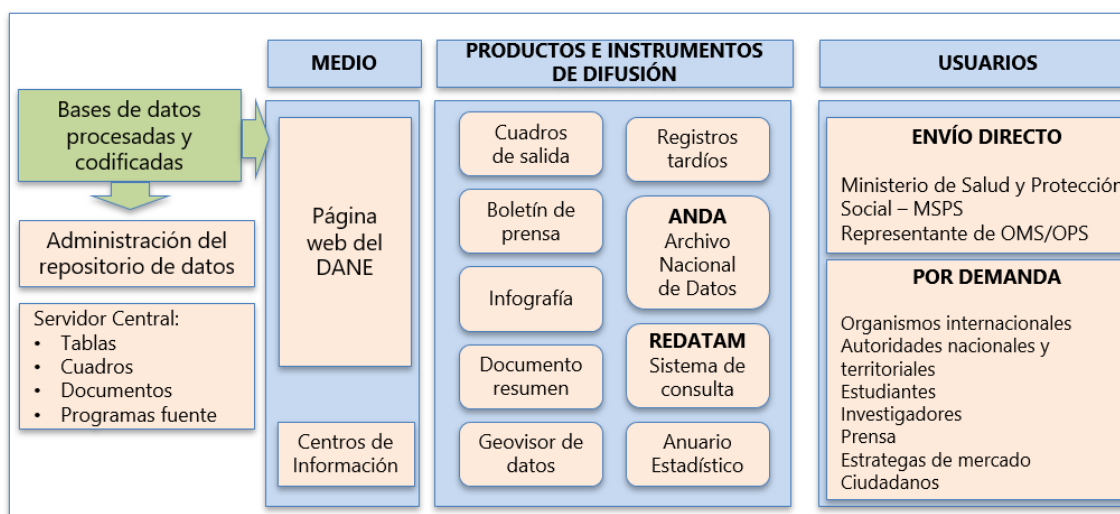 MEDIO
PRODUCTOS E INSTRUMENTOS
DE DIFUSIÓN
USUARIOS
Bases de datos
procesadas y
codificadas
Administración del
repositorio de datos
Servidor Central:
• Tablas
• Cuadros
• Documentos
• Programas fuente
Página
web del
DANE
Centros de
Información
Cuadros
de salida
Boletín de
prensa
Infografía
Documento
resumen
Geovisor de
datos
Registros
tardíos
ANDA
Archivo
Nacional
de Datos
REDATAM
Sistema de
consulta
Anuario
Estadístico
ENVÍO DIRECTO
Ministerio de Salud y Protección
Social – MSPS
Representante de OMS/OPS
POR DEMANDA
Organismos internacionales
Autoridades nacionales y
territoriales
Estudiantes
Investigadores
Prensa
Estrategas de mercado
Ciudadanos